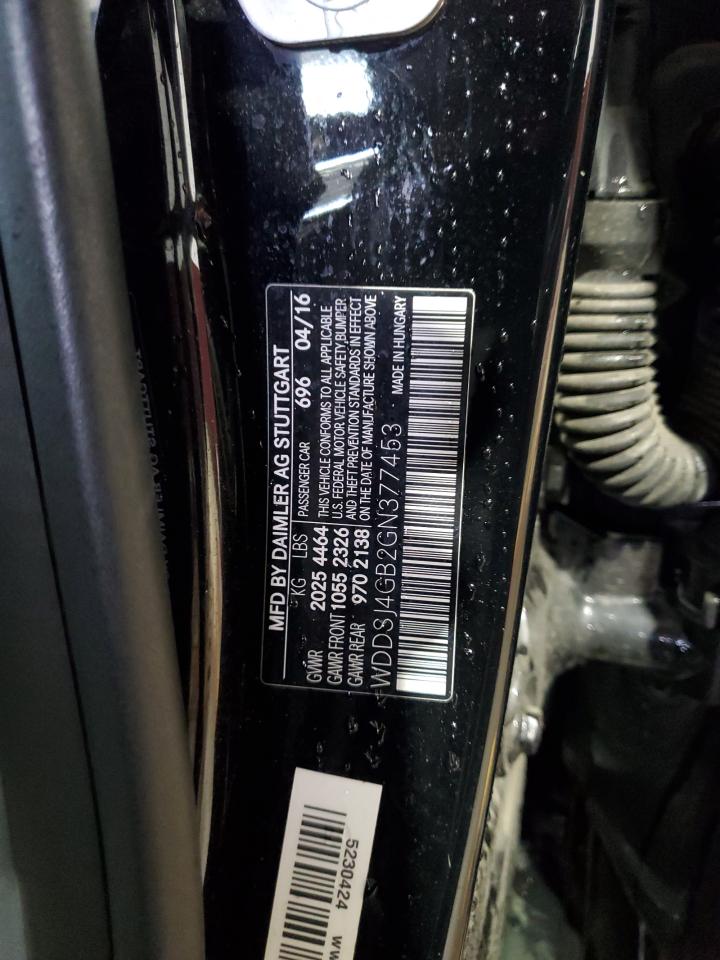 MFD BY DAIMLER AG STUTTGART
KG LBS PASSENGER CAR 696 04/16
GVWR 2025 4464 THIS VEHICLE CONFORMS TO ALL APPLICABLE
GAWR FRONT 1055 2326 U.S. FEDERAL MOTOR VEHICLE SAFETY, BUMPER
GAWR REAR 970 2138 AND THEFT PREVENTION STANDARDS IN EFFECT
ON THE DATE OF MANUFACTURE SHOWN ABOVE
WDDSJ4GB2GN377453 MADE IN HUNGARY
5230424